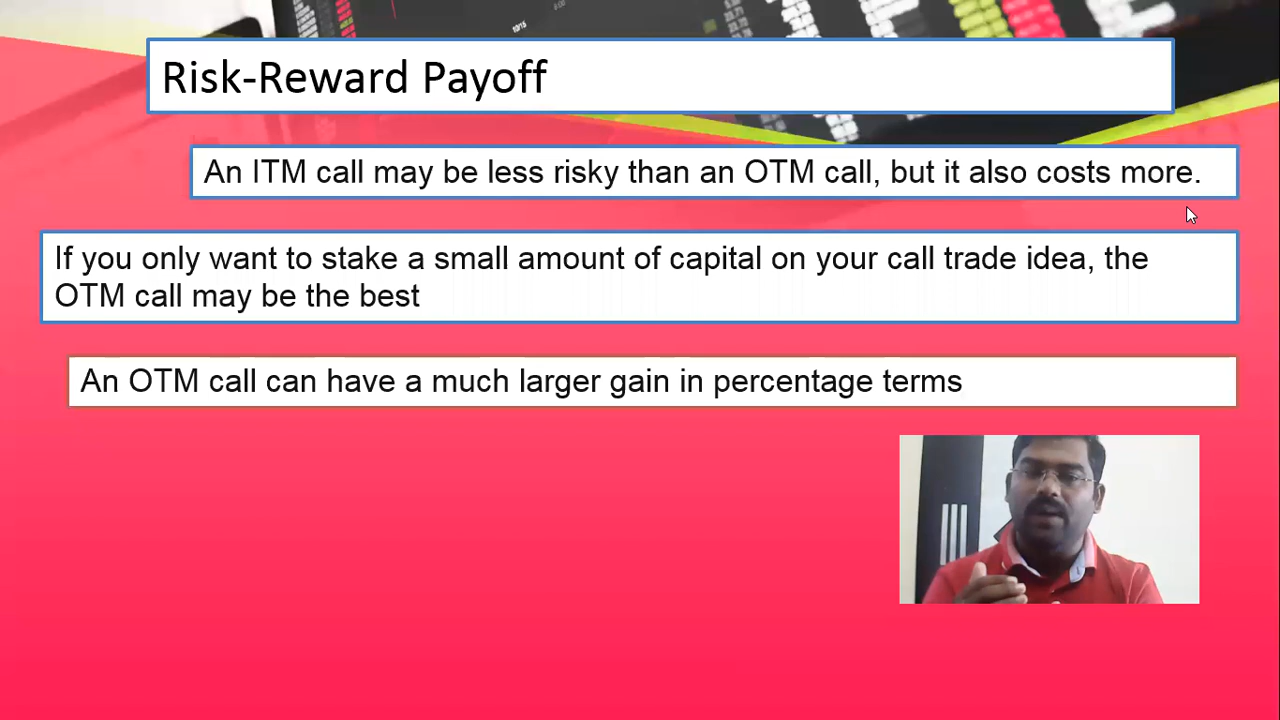 Risk-Reward Payoff
An ITM call may be less risky than an OTM call, but it also costs more.
If you only want to stake a small amount of capital on your call trade idea, the
OTM call may be the best
An OTM call can have a much larger gain in percentage terms